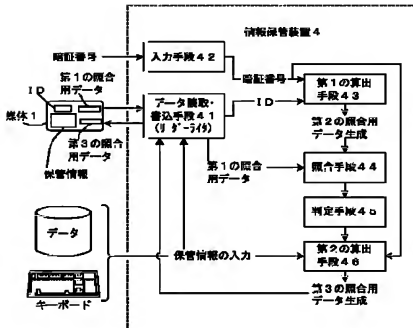 情報保管装置4
暗証番号
入力手段42
暗証番号
第1の照合
用データ
ID
媒体1
データ読取・
書込手段41
(リーダーライタ)
ID
第1の算出
手段43
第2の照合用
データ生成
第3の照合
用データ
保管情報
第1の照合
用データ
照合手段44
判定手段45
データ
保管情報の入力
第2の算出
手段46
キーボード
第3の照合用
データ生成